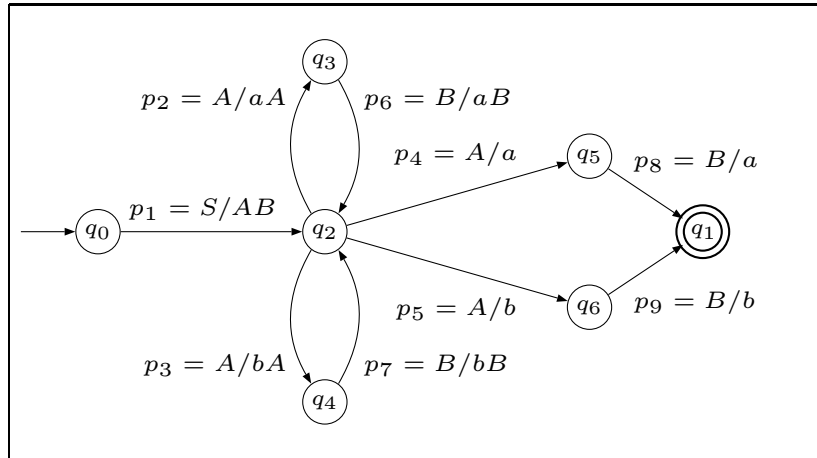 q3
p2 = A/aA
p6 = B/aB
p4 = A/a
q5
p8 = B/a
p1 = S/AB
q0
q2
q1
p5 = A/b
q6
p9 = B/b
p3 = A/bA
p7 = B/bB
q4